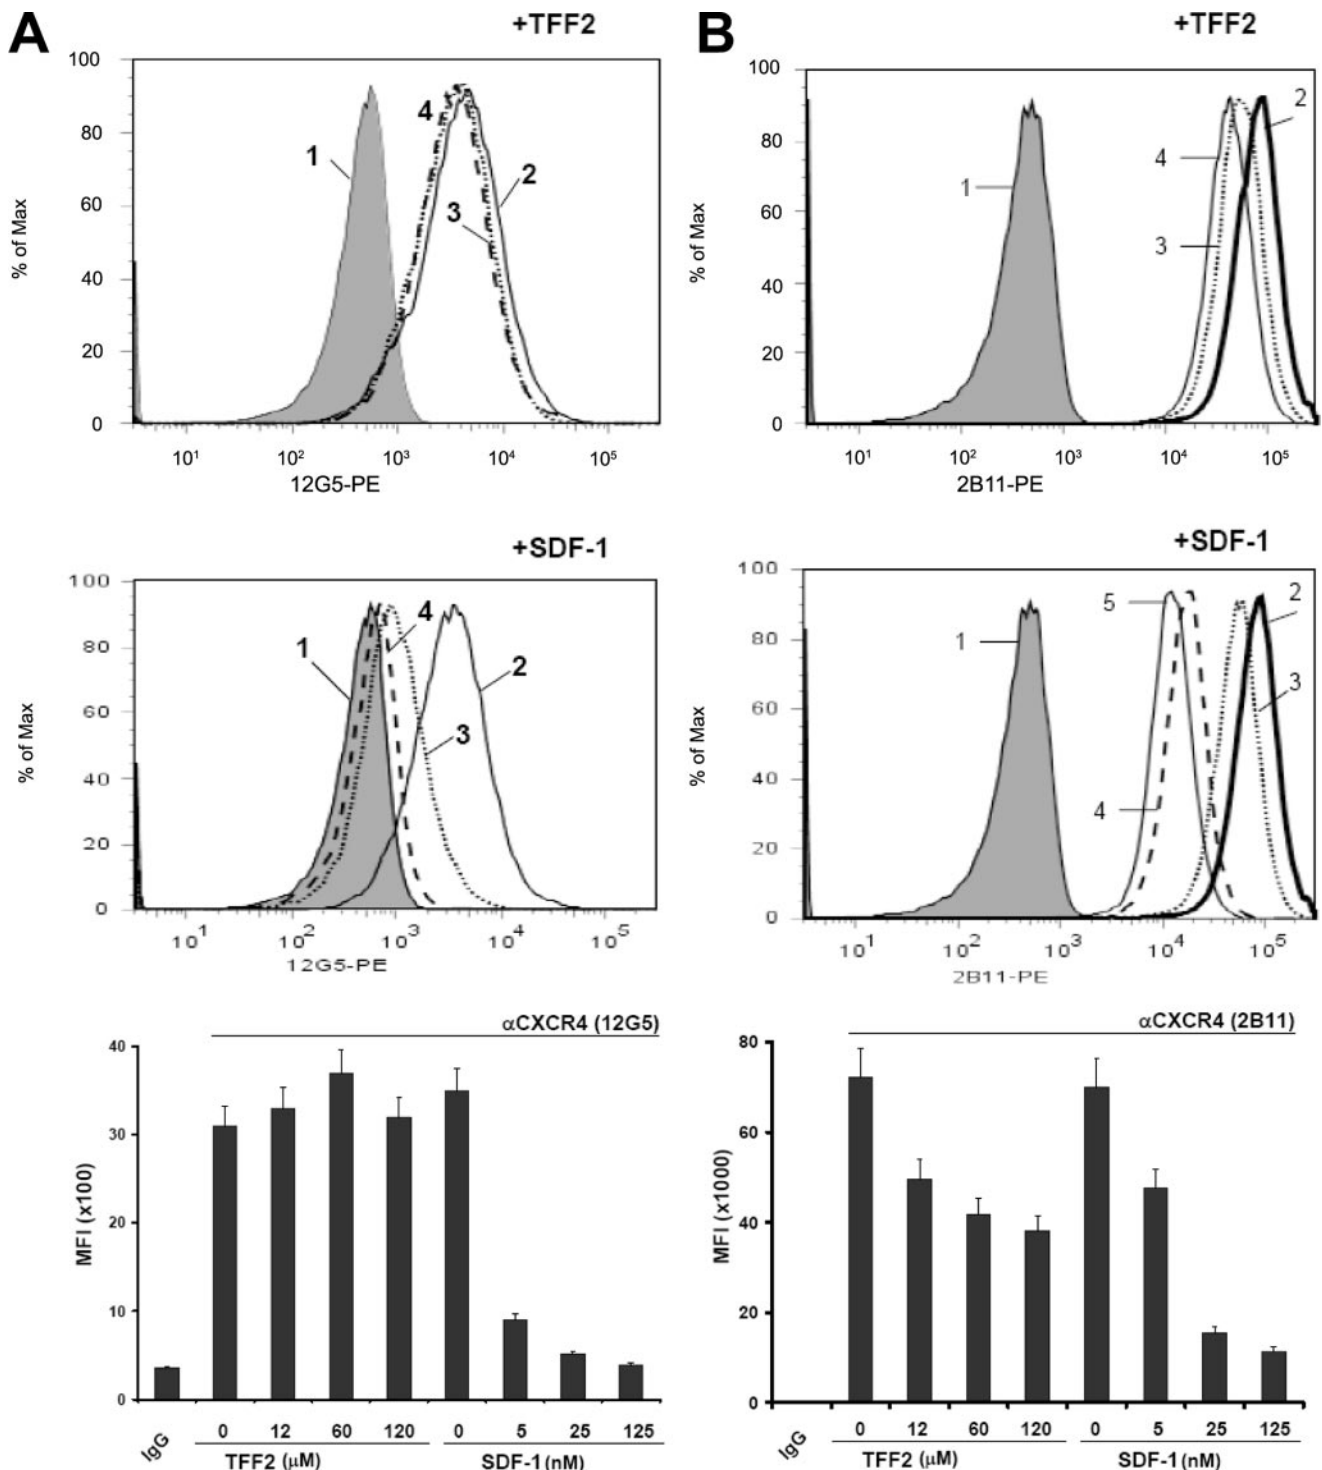 A
+TFF2
100
80
60
40
20
0
% of Max
1
4
2
3
10¹ 10² 10³ 10⁴ 10⁵
12G5-PE
B
+TFF2
100
80
60
40
20
0
% of Max
1
2
4
3
10¹ 10² 10³ 10⁴ 10⁵
2B11-PE
+SDF-1
100
80
60
40
20
0
% of Max
1
4
2
3
10¹ 10² 10³ 10⁴ 10⁵
12G5-PE
+SDF-1
100
80
60
40
20
0
% of Max
1
5
2
3
4
10¹ 10² 10³ 10⁴ 10⁵
2B11-PE
αCXCR4 (12G5)
40
30
20
10
0
MFI (x100)
IgG 0 12 60 120 0 5 25 125
TFF2 (μM) SDF-1 (nM)
αCXCR4 (2B11)
80
60
40
20
0
MFI (x1000)
IgG 0 12 60 120 0 5 25 125
TFF2 (μM) SDF-1 (nM)